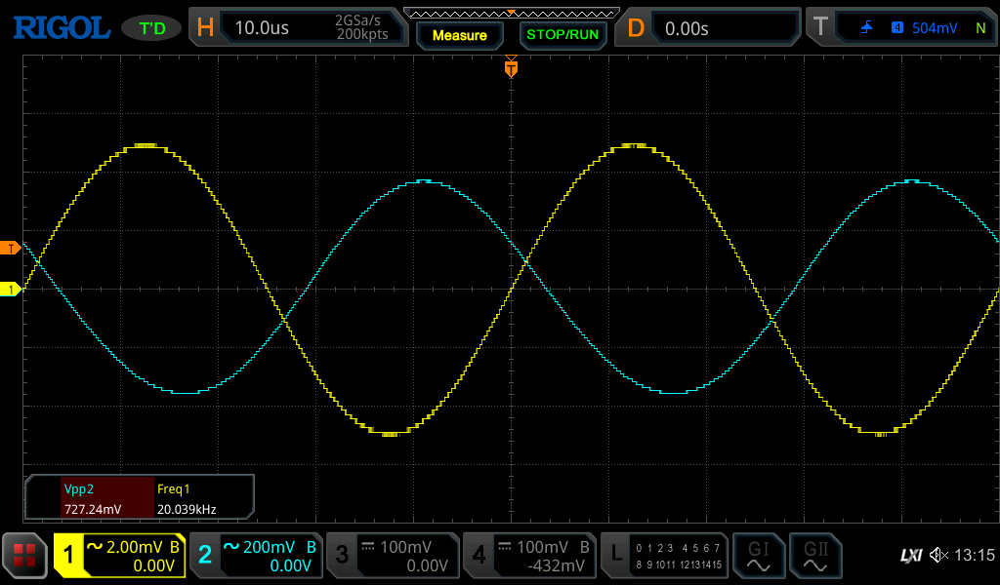 RIGOL T'D H 10.0us 2GSa/s 200kpts Measure STOP/RUN D 0.00s T 4 504mV N
T
T
1
Vpp2 Freq1
727.24mV 20.039kHz
1 2.00mV B 0.00V
2 200mV B 0.00V
3 100mV 0.00V
4 100mV B -432mV
L 0 1 2 3 4 5 6 7
8 9 10 11 12 13 14 15
GI GII
LXI 13:15